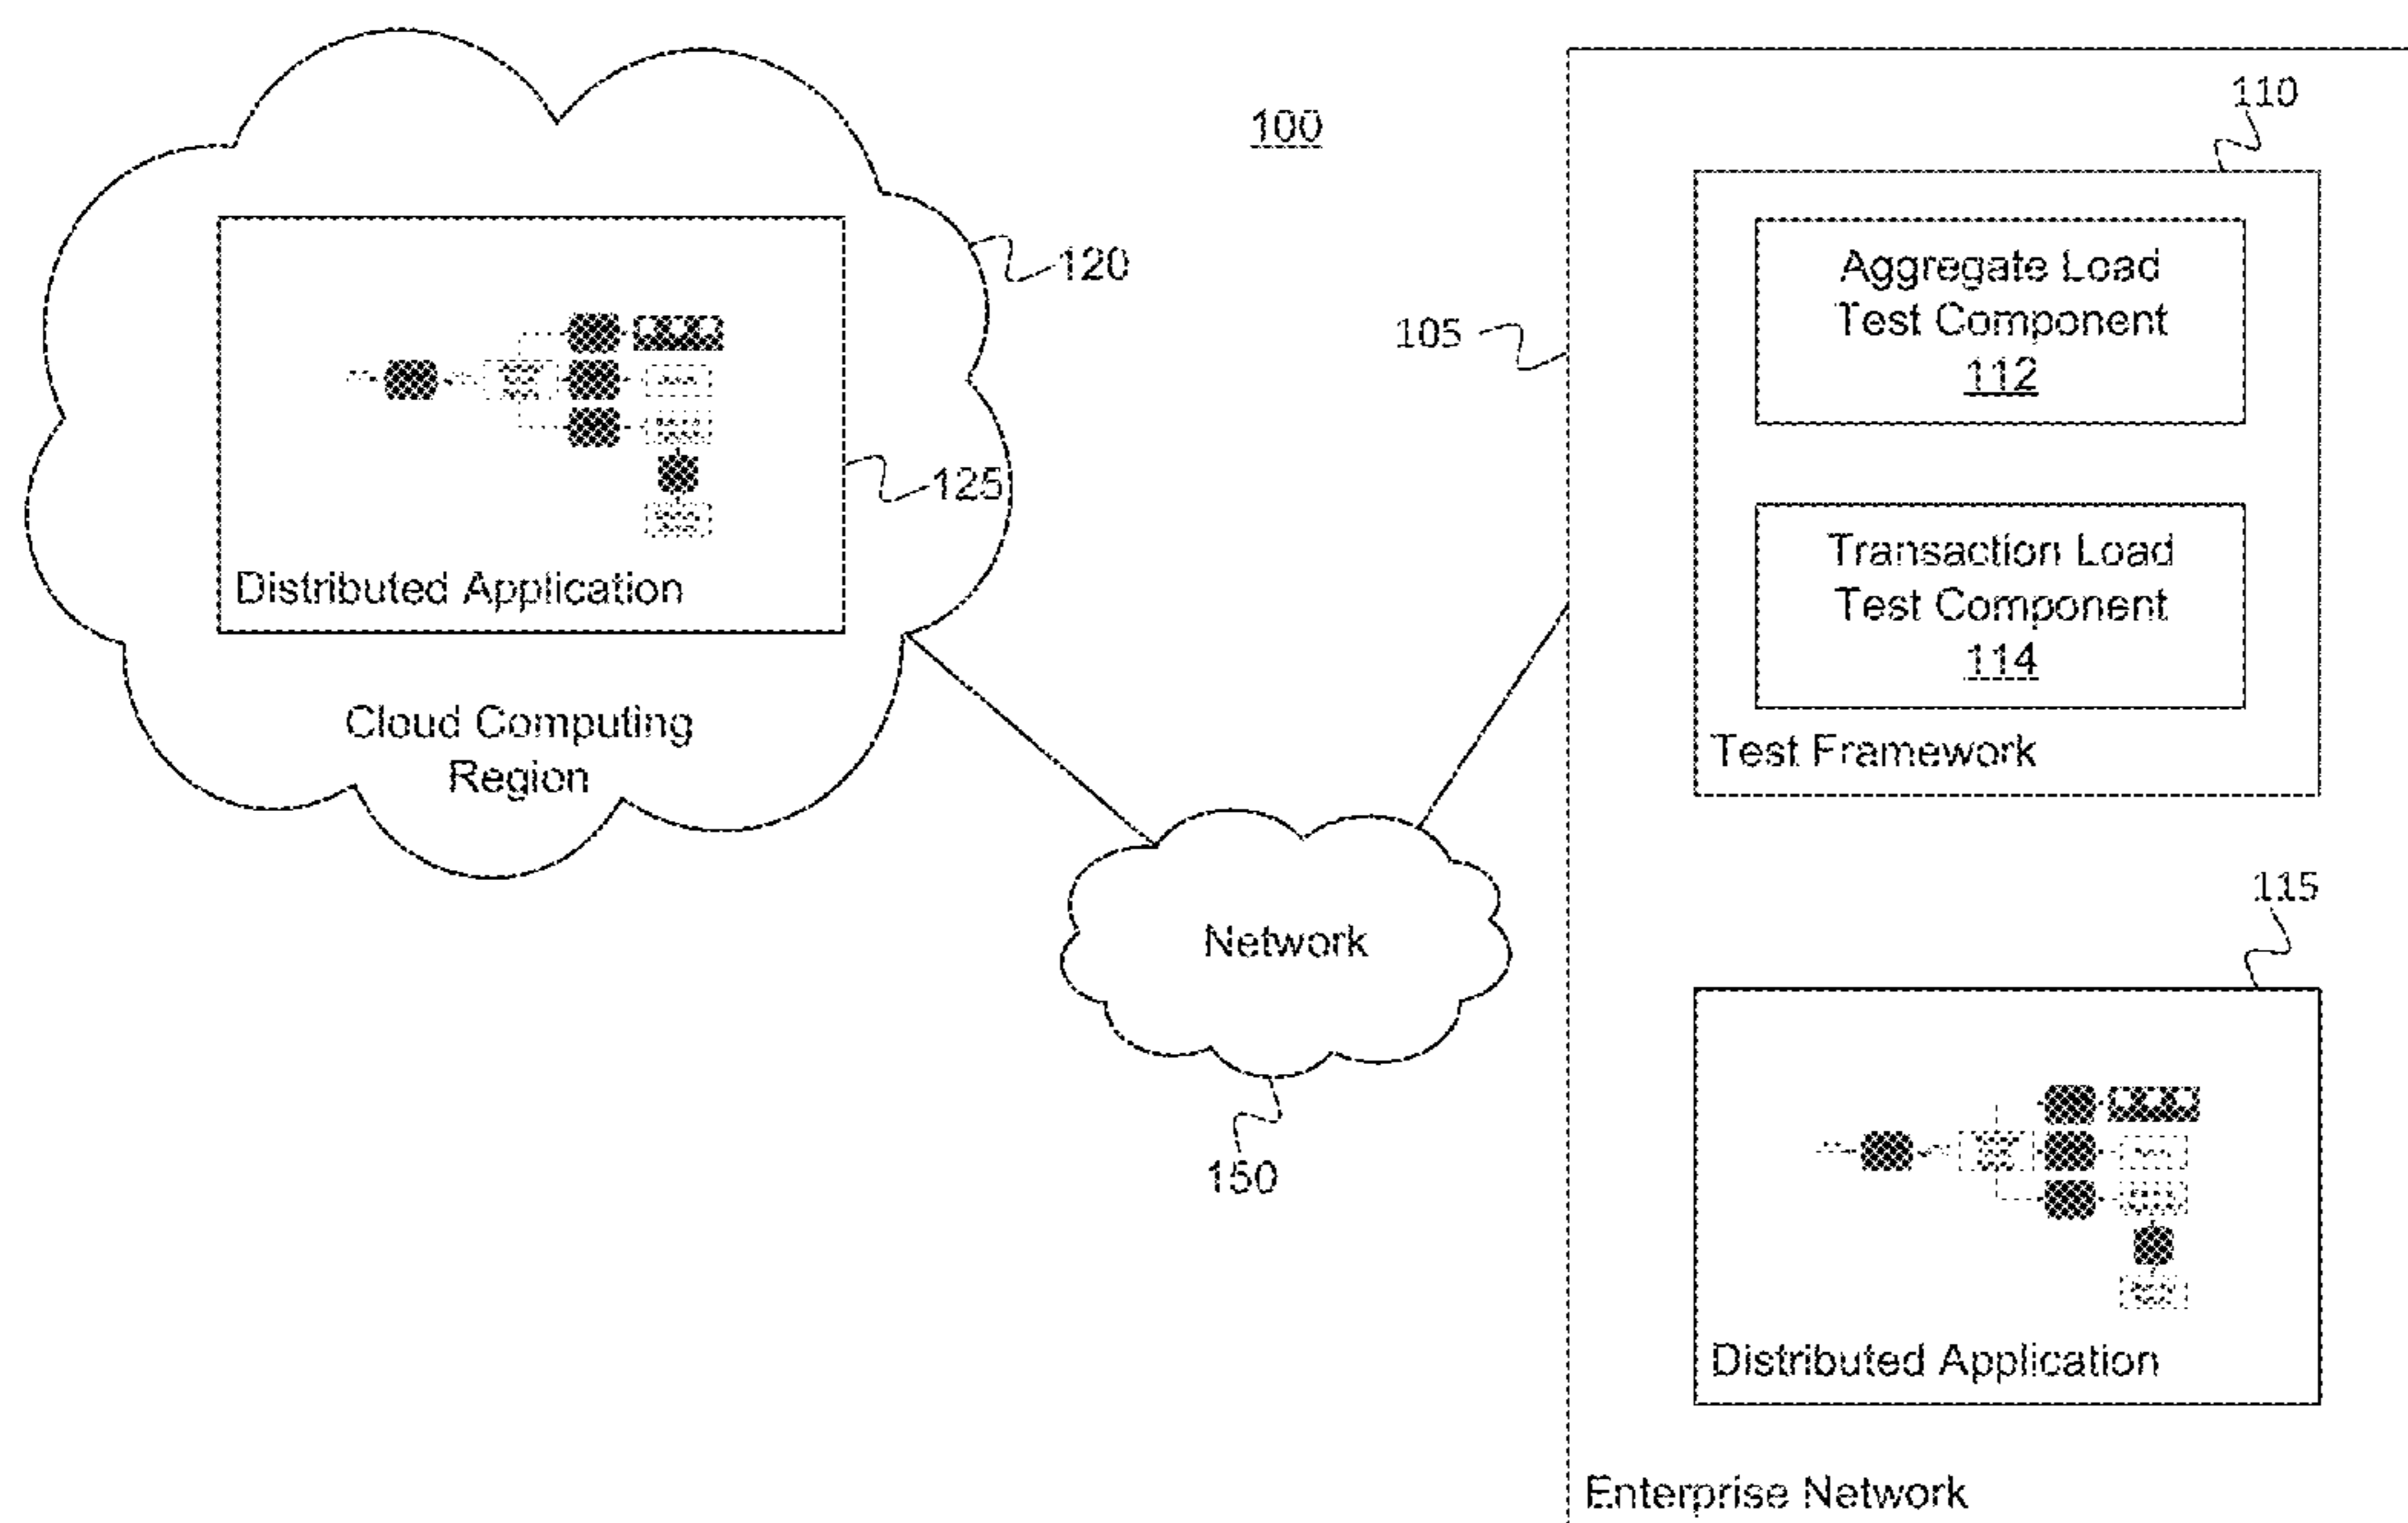 100
110
Aggregate Load
Test Component
112
120
105
125
Distributed Application
Transaction Load
Test Component
114
Cloud Computing
Region
Test Framework
115
Network
150
Distributed Application
Enterprise Network